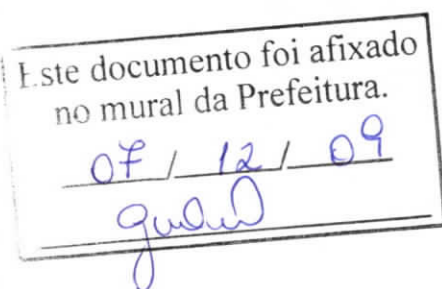 Este documento foi afixado
no mural da Prefeitura.
07 / 12 / 09